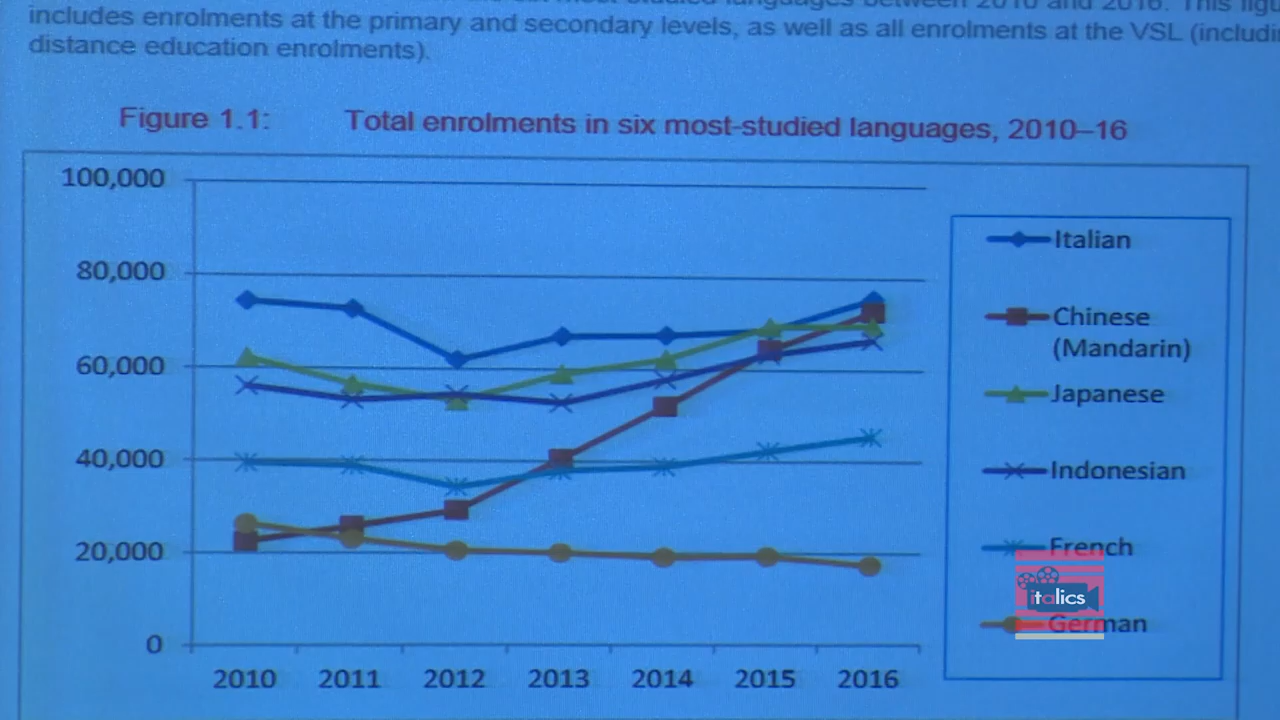 includes enrolments at the primary and secondary levels, as well as all enrolments at the VSL
distance education enrolments).
Figure 1.1: Total enrolments in six most-studied languages, 2010–16
100,000
80,000
60,000
40,000
20,000
0
2010 2011 2012 2013 2014 2015 2016
Italian
Chinese
(Mandarin)
Japanese
Indonesian
French
italics
German